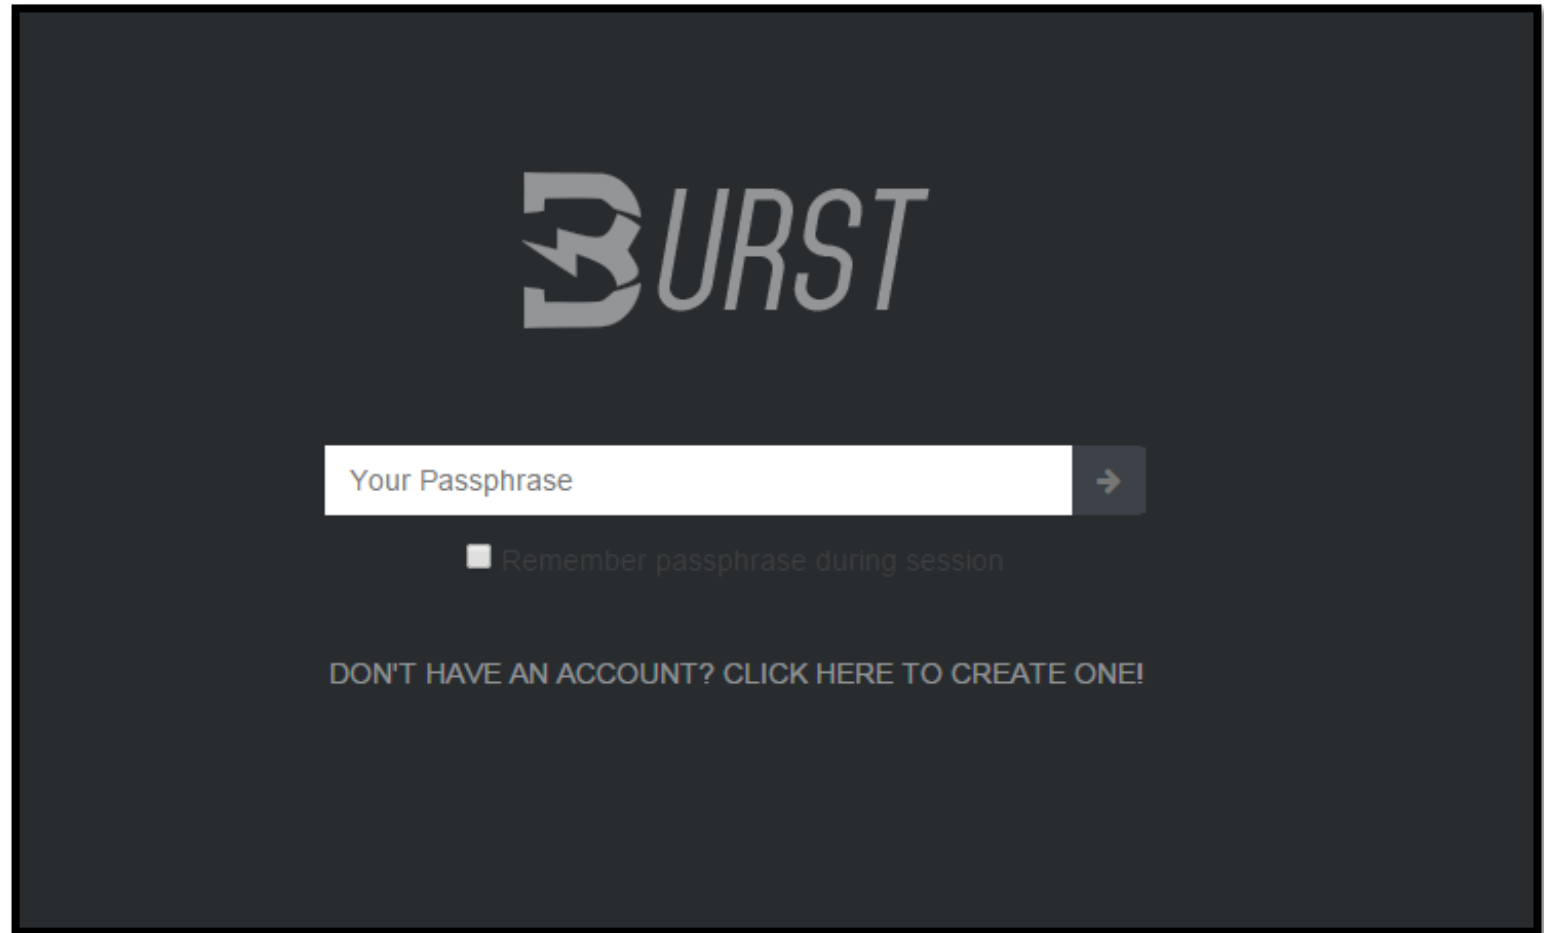 BURST
Your Passphrase
Remember passphrase during session
DON'T HAVE AN ACCOUNT? CLICK HERE TO CREATE ONE!